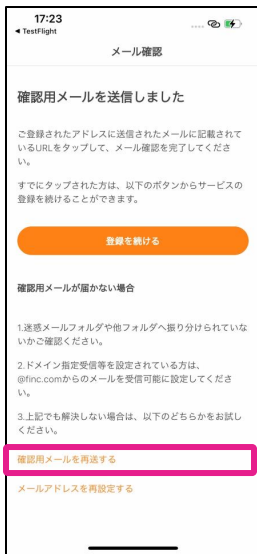 17:23
◀ TestFlight
メール確認
確認用メールを送信しました
ご登録されたアドレスに送信されたメールに記載されて
いるURLをタップして、メール確認を完了してくださ
い。
すでにタップされた方は、以下のボタンからサービスの
登録を続けることができます。
登録を続ける
確認用メールが届かない場合
1.迷惑メールフォルダや他フォルダへ振り分けられていな
いかご確認ください。
2.ドメイン指定受信等を設定されている方は、
@finc.comからのメールを受信可能に設定してくださ
い。
3.上記でも解決しない場合は、以下のどちらかをお試し
ください。
確認用メールを再送する
メールアドレスを再設定する